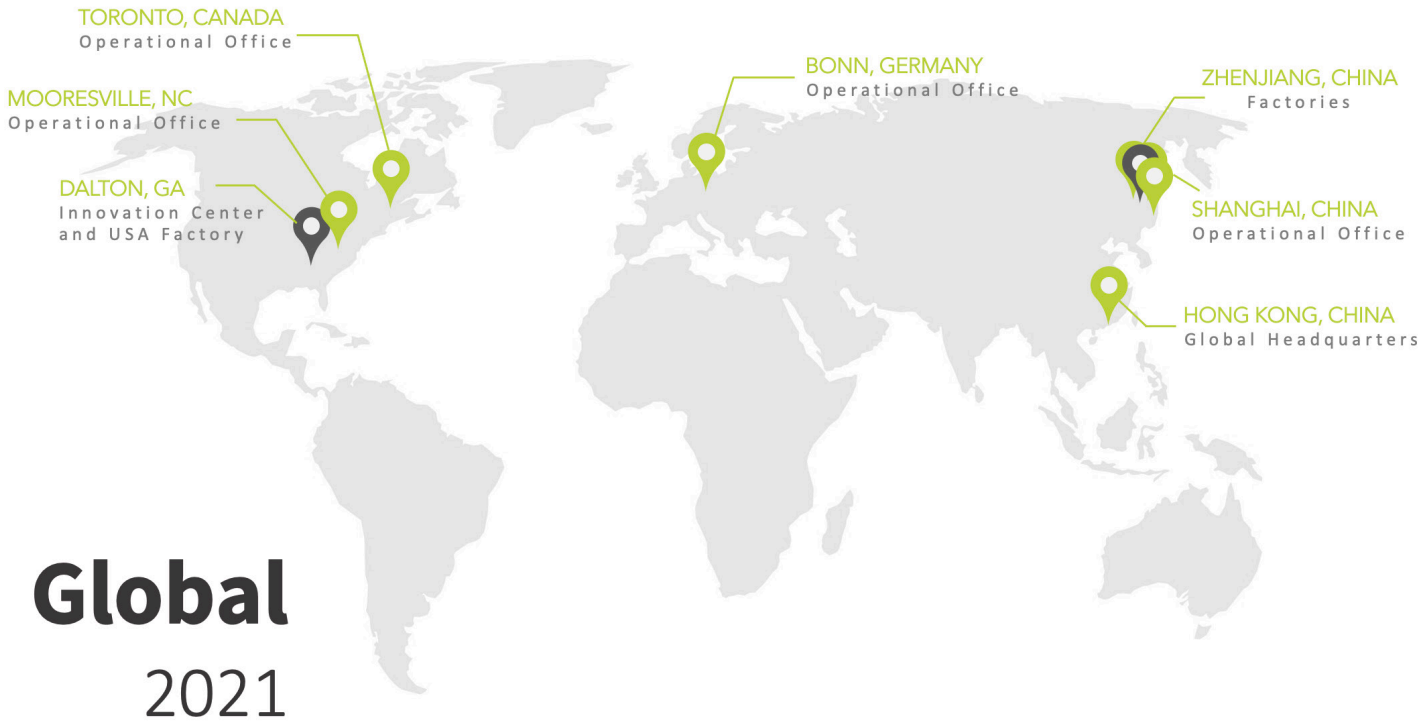 TORONTO, CANADA
Operational Office
MOORESVILLE, NC
Operational Office
DALTON, GA
Innovation Center
and USA Factory
BONN, GERMANY
Operational Office
ZHENJIANG, CHINA
Factories
SHANGHAI, CHINA
Operational Office
HONG KONG, CHINA
Global Headquarters
Global
2021